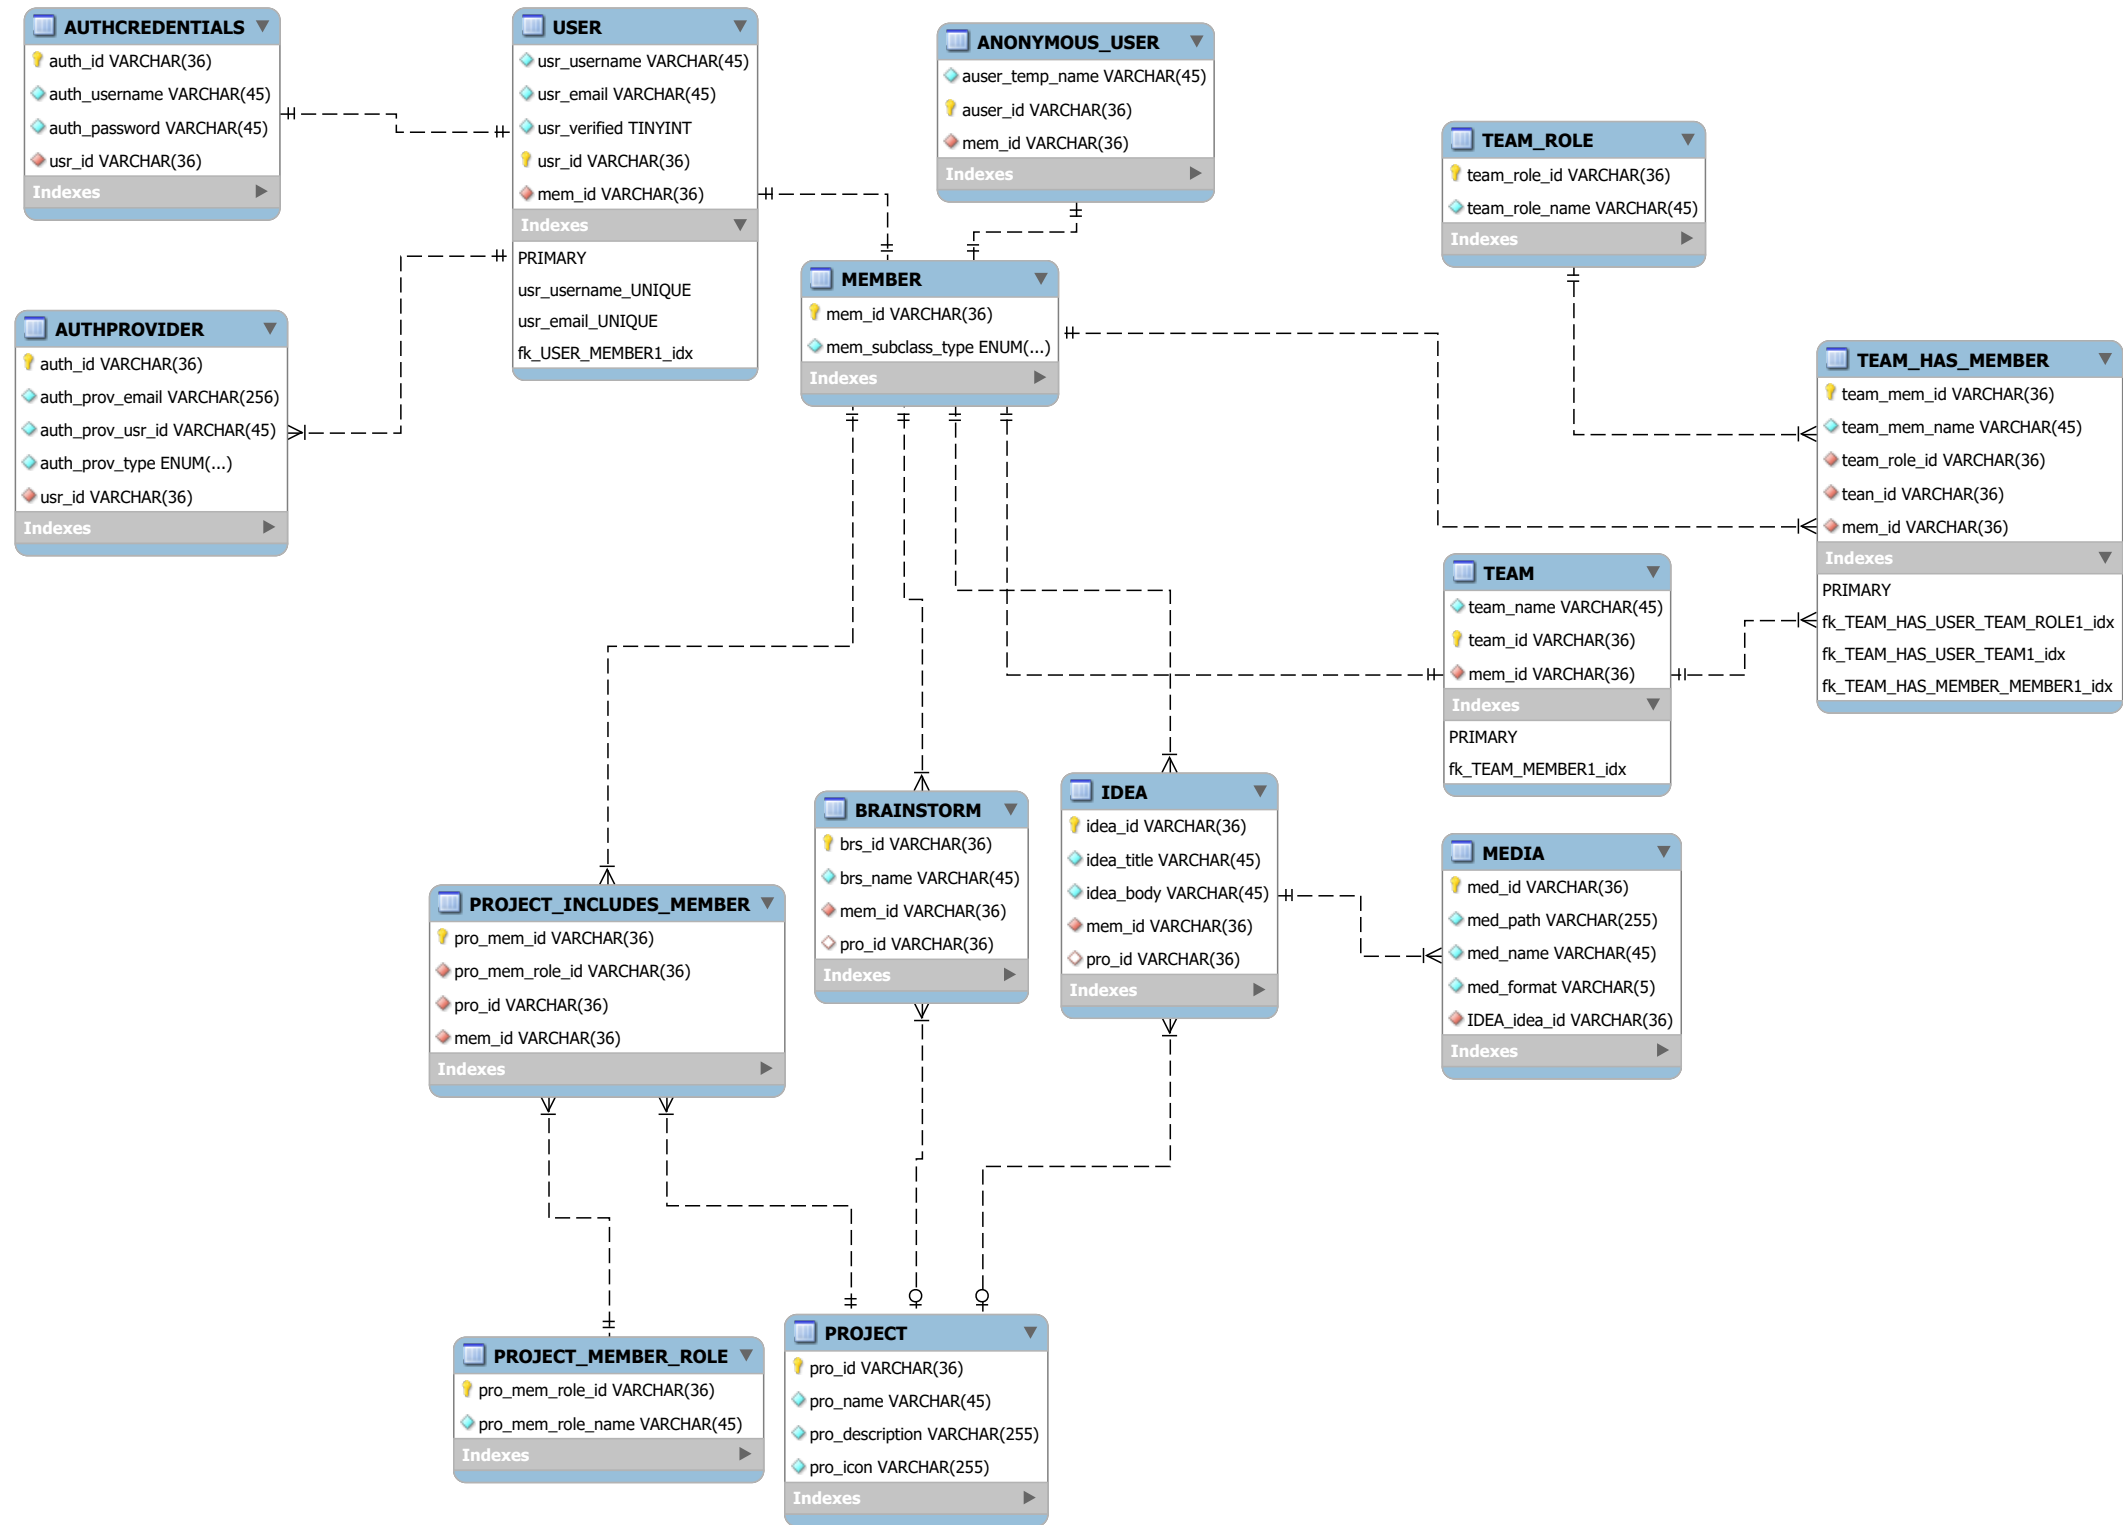 AUTHCREDENTIALS
auth_id VARCHAR(36)
auth_username VARCHAR(45)
auth_password VARCHAR(45)
usr_id VARCHAR(36)
Indexes
USER
usr_username VARCHAR(45)
usr_email VARCHAR(45)
usr_verified TINYINT
usr_id VARCHAR(36)
mem_id VARCHAR(36)
Indexes
PRIMARY
usr_username_UNIQUE
usr_email_UNIQUE
fk_USER_MEMBER1_idx
ANONYMOUS_USER
auser_temp_name VARCHAR(45)
auser_id VARCHAR(36)
mem_id VARCHAR(36)
Indexes
TEAM_ROLE
team_role_id VARCHAR(36)
team_role_name VARCHAR(45)
Indexes
AUTHPROVIDER
auth_id VARCHAR(36)
auth_prov_email VARCHAR(256)
auth_prov_usr_id VARCHAR(45)
auth_prov_type ENUM(...)
usr_id VARCHAR(36)
Indexes
MEMBER
mem_id VARCHAR(36)
mem_subclass_type ENUM(...)
Indexes
TEAM_HAS_MEMBER
team_mem_id VARCHAR(36)
team_mem_name VARCHAR(45)
team_role_id VARCHAR(36)
tean_id VARCHAR(36)
mem_id VARCHAR(36)
Indexes
PRIMARY
fk_TEAM_HAS_USER_TEAM_ROLE1_idx
fk_TEAM_HAS_USER_TEAM1_idx
fk_TEAM_HAS_MEMBER_MEMBER1_idx
TEAM
team_name VARCHAR(45)
team_id VARCHAR(36)
mem_id VARCHAR(36)
Indexes
PRIMARY
fk_TEAM_MEMBER1_idx
PROJECT_INCLUDES_MEMBER
pro_mem_id VARCHAR(36)
pro_mem_role_id VARCHAR(36)
pro_id VARCHAR(36)
mem_id VARCHAR(36)
Indexes
BRAINSTORM
brs_id VARCHAR(36)
brs_name VARCHAR(45)
mem_id VARCHAR(36)
pro_id VARCHAR(36)
Indexes
IDEA
idea_id VARCHAR(36)
idea_title VARCHAR(45)
idea_body VARCHAR(45)
mem_id VARCHAR(36)
pro_id VARCHAR(36)
Indexes
MEDIA
med_id VARCHAR(36)
med_path VARCHAR(255)
med_name VARCHAR(45)
med_format VARCHAR(5)
IDEA_idea_id VARCHAR(36)
Indexes
PROJECT_MEMBER_ROLE
pro_mem_role_id VARCHAR(36)
pro_mem_role_name VARCHAR(45)
Indexes
PROJECT
pro_id VARCHAR(36)
pro_name VARCHAR(45)
pro_description VARCHAR(255)
pro_icon VARCHAR(255)
Indexes